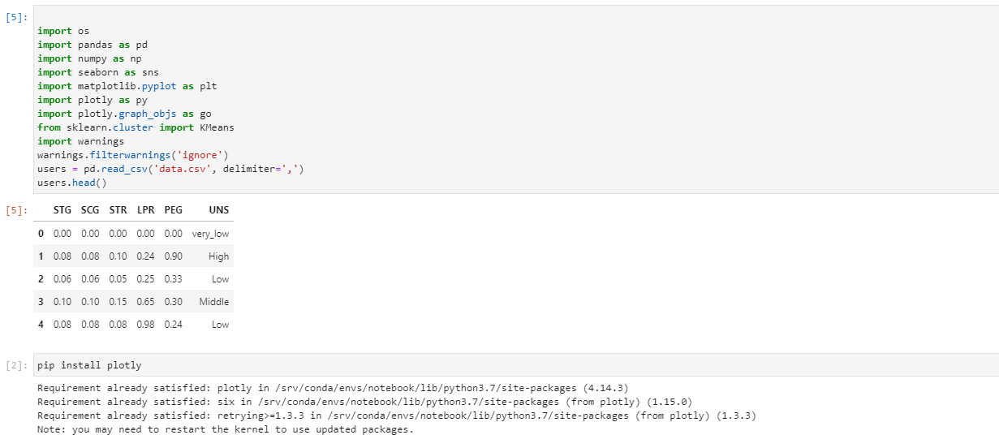 [5]:
import os
import pandas as pd
import numpy as np
import seaborn as sns
import matplotlib.pyplot as plt
import plotly as py
import plotly.graph_objs as go
from sklearn.cluster import KMeans
import warnings
warnings.filterwarnings('ignore')
users = pd.read_csv('data.csv', delimiter=',')
users.head()
[5]: STG SCG STR LPR PEG UNS
0 0.00 0.00 0.00 0.00 0.00 very_low
1 0.08 0.08 0.10 0.24 0.90 High
2 0.06 0.06 0.05 0.25 0.33 Low
3 0.10 0.10 0.15 0.65 0.30 Middle
4 0.08 0.08 0.08 0.98 0.24 Low
[2]: pip install plotly
Requirement already satisfied: plotly in /srv/conda/envs/notebook/lib/python3.7/site-packages (4.14.3)
Requirement already satisfied: six in /srv/conda/envs/notebook/lib/python3.7/site-packages (from plotly) (1.15.0)
Requirement already satisfied: retrying>=1.3.3 in /srv/conda/envs/notebook/lib/python3.7/site-packages (from plotly) (1.3.3)
Note: you may need to restart the kernel to use updated packages.